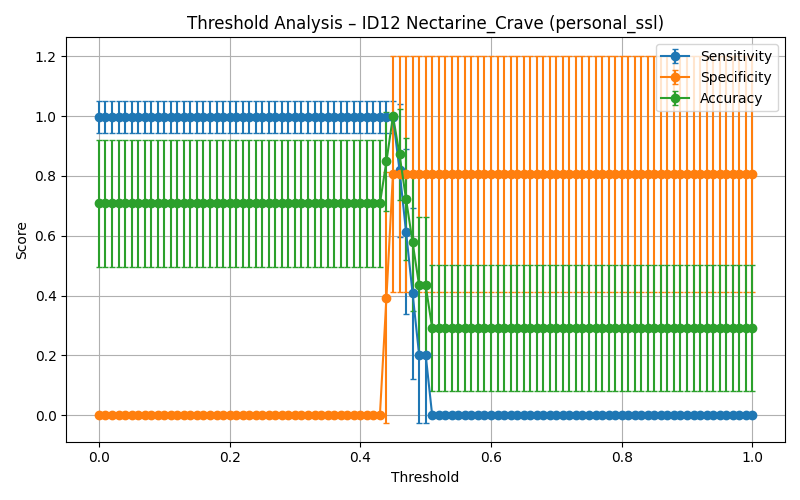 Threshold Analysis – ID12 Nectarine_Crave (personal_ssl)
Sensitivity
Specificity
Accuracy
Score
1.2
1.0
0.8
0.6
0.4
0.2
0.0
0.0 0.2 0.4 0.6 0.8 1.0
Threshold